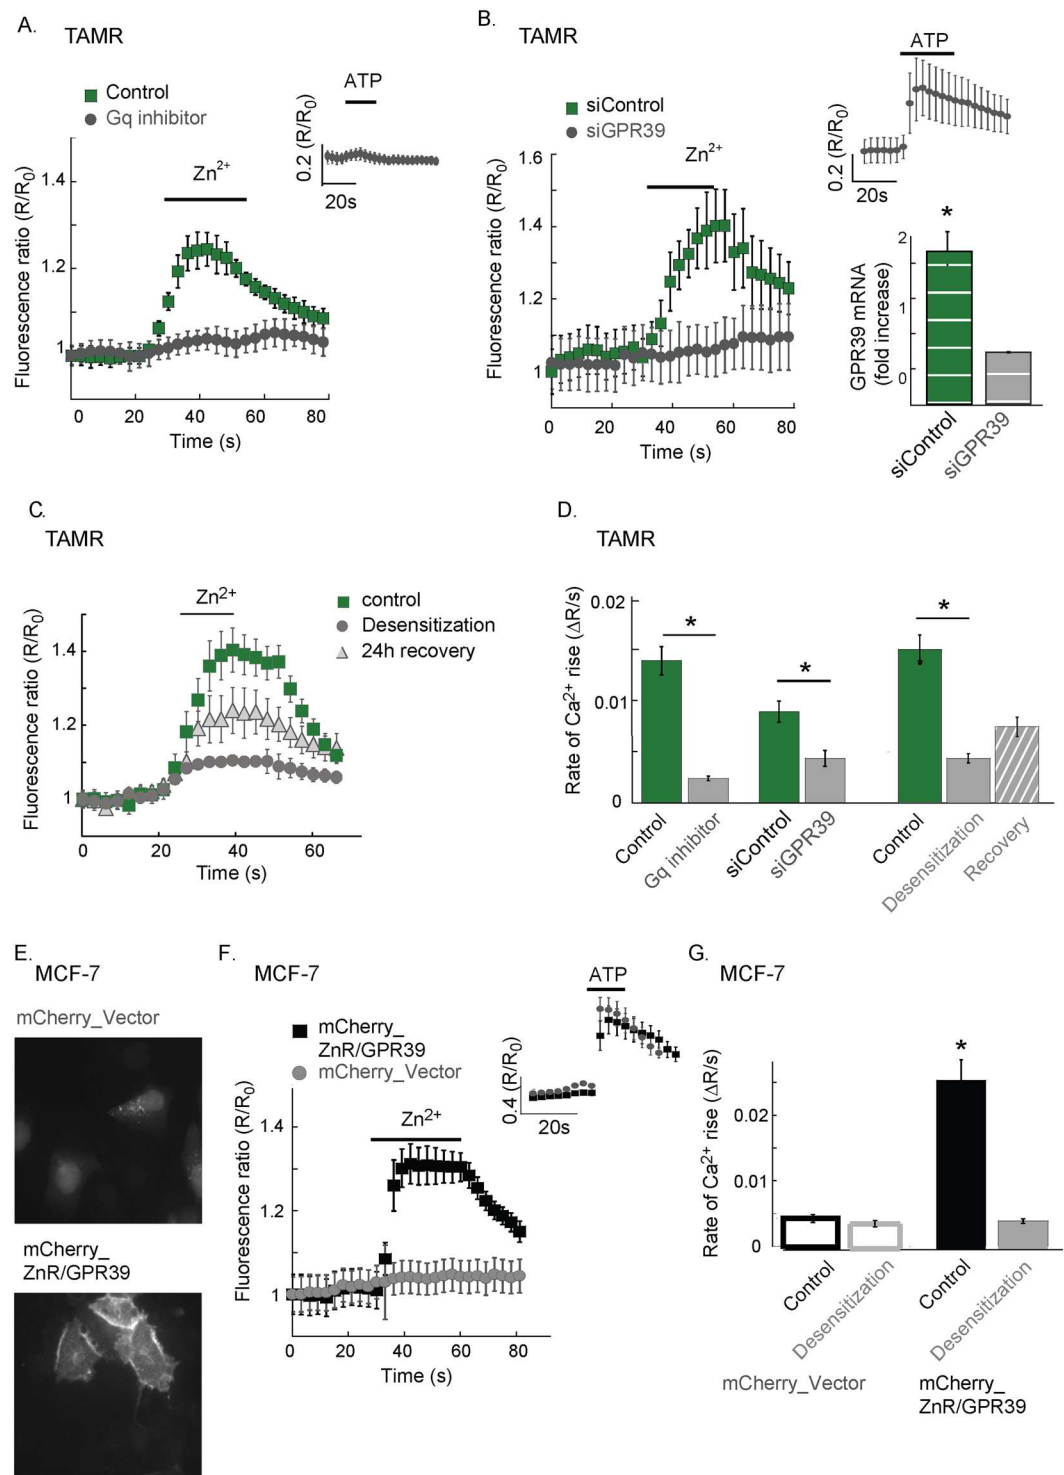 A.
TAMR
Control
Gq inhibitor
ATP
0.2 (R/R0)
20s
Fluorescence ratio (R/R0)
1.4
1.2
1
Zn2+
0 20 40 60 80
Time (s)
B.
TAMR
siControl
siGPR39
ATP
0.2 (R/R0)
20s
Fluorescence ratio (R/R0)
1.6
1.4
1.2
1
Zn2+
0 20 40 60 80
Time (s)
*
GPR39 mRNA
(fold increase)
2
1
0
siControl
siGPR39
C.
TAMR
Zn2+
control
Desensitization
24h recovery
Fluorescence ratio (R/R0)
1.4
1.2
1
0 20 40 60
Time (s)
D.
TAMR
Rate of Ca2+ rise (ΔR/s)
0.02
0.01
0
* * *
Control
Gq inhibitor
siControl
siGPR39
Control
Desensitization
Recovery
E.
MCF-7
mCherry_Vector
mCherry_
ZnR/GPR39
F.
MCF-7
mCherry_
ZnR/GPR39
mCherry_Vector
ATP
0.4 (R/R0)
20s
Fluorescence ratio (R/R0)
1.4
1.2
1
Zn2+
0 20 40 60 80
Time (s)
G.
MCF-7
Rate of Ca2+ rise (ΔR/s)
0.02
0
*
Control
Desensitization
Control
Desensitization
mCherry_Vector
mCherry_
ZnR/GPR39